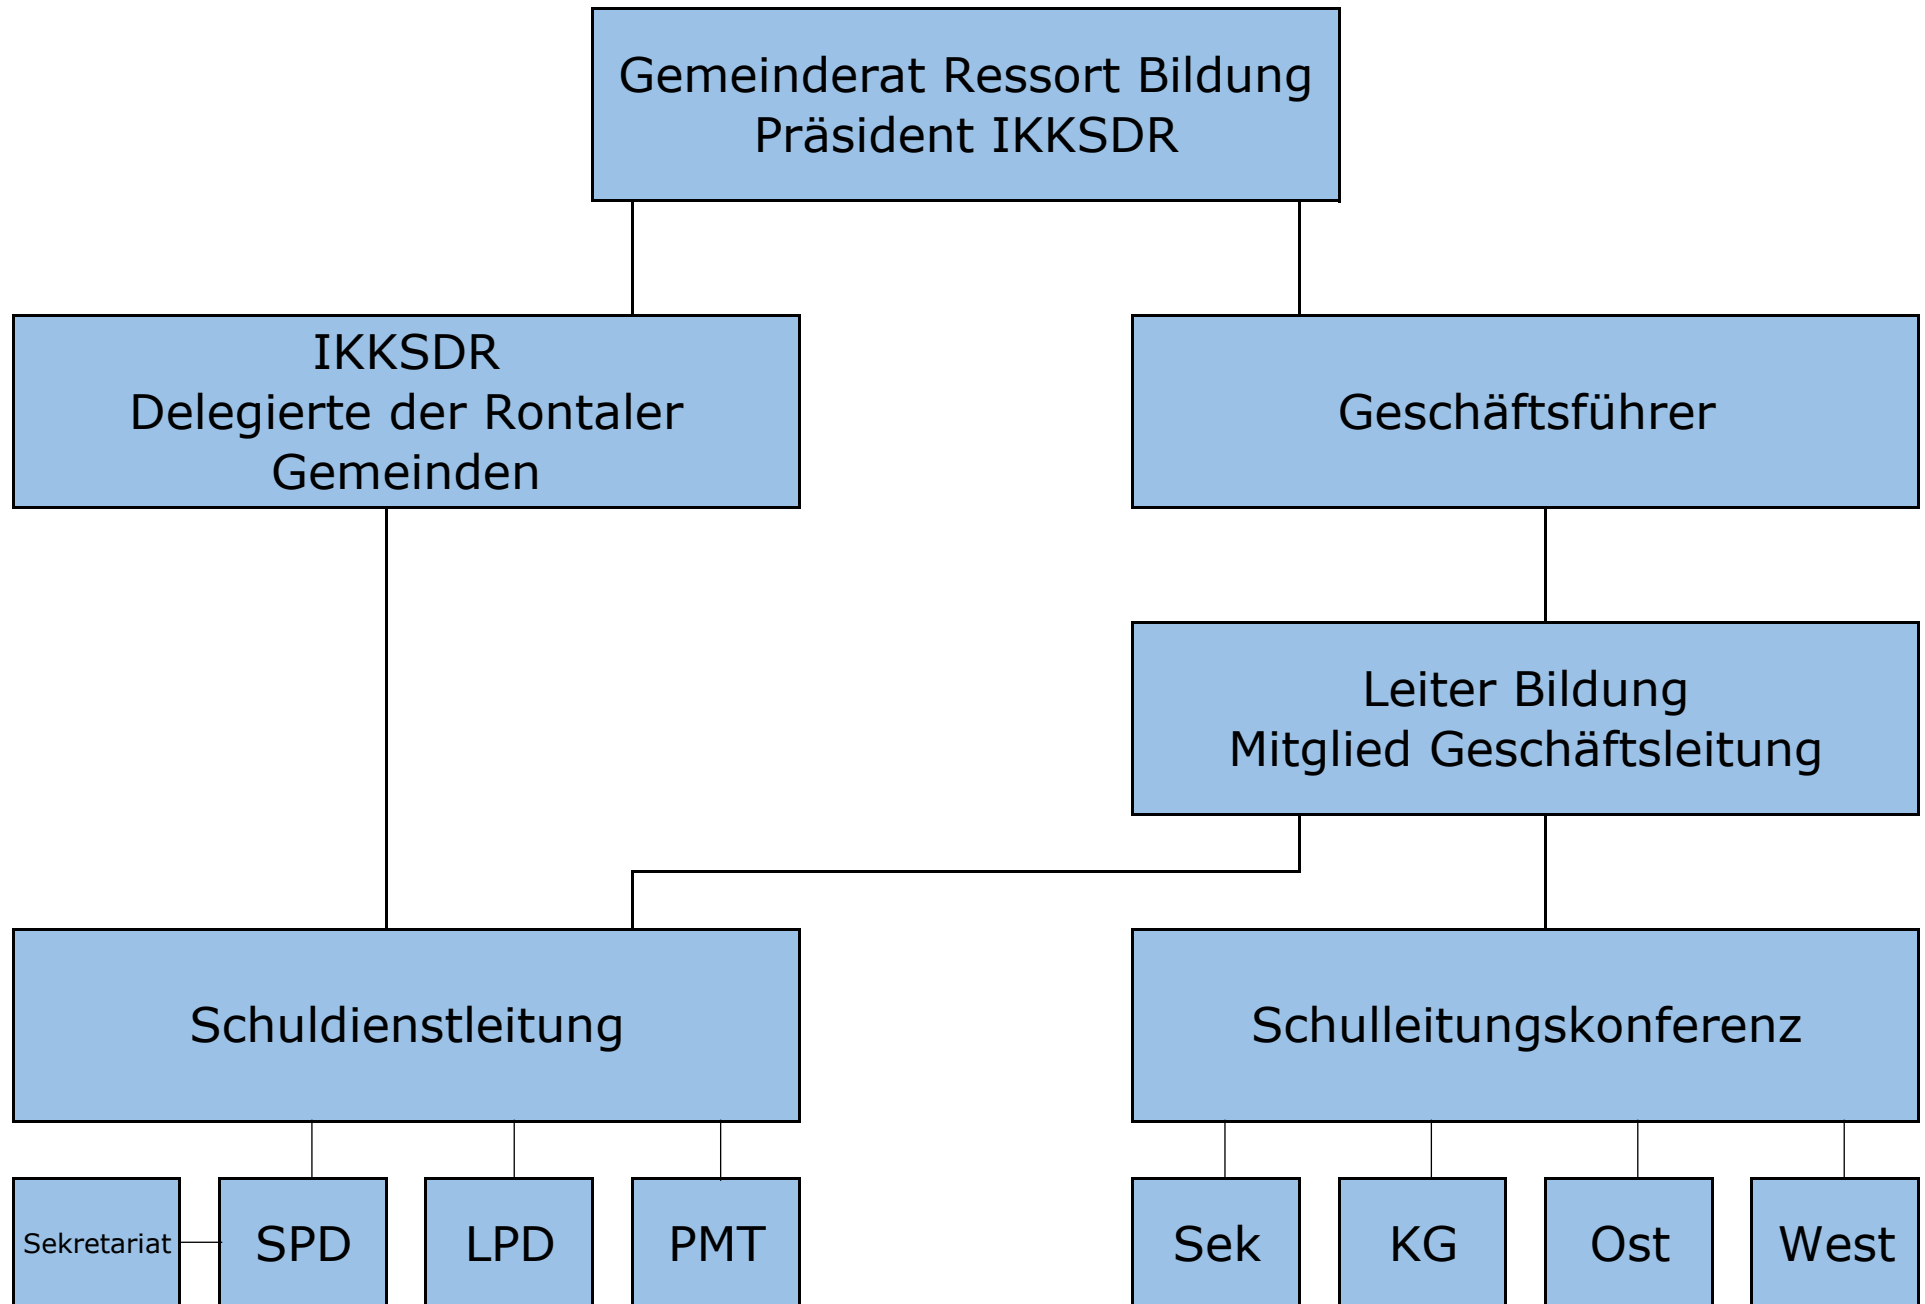 Gemeinderat Ressort Bildung
Präsident IKKSDR
IKKSDR
Delegierte der Rontaler
Gemeinden
Geschäftsführer
Leiter Bildung
Mitglied Geschäftsleitung
Schuldienstleitung
Schulleitungskonferenz
Sekretariat
SPD
LPD
PMT
Sek
KG
Ost
West